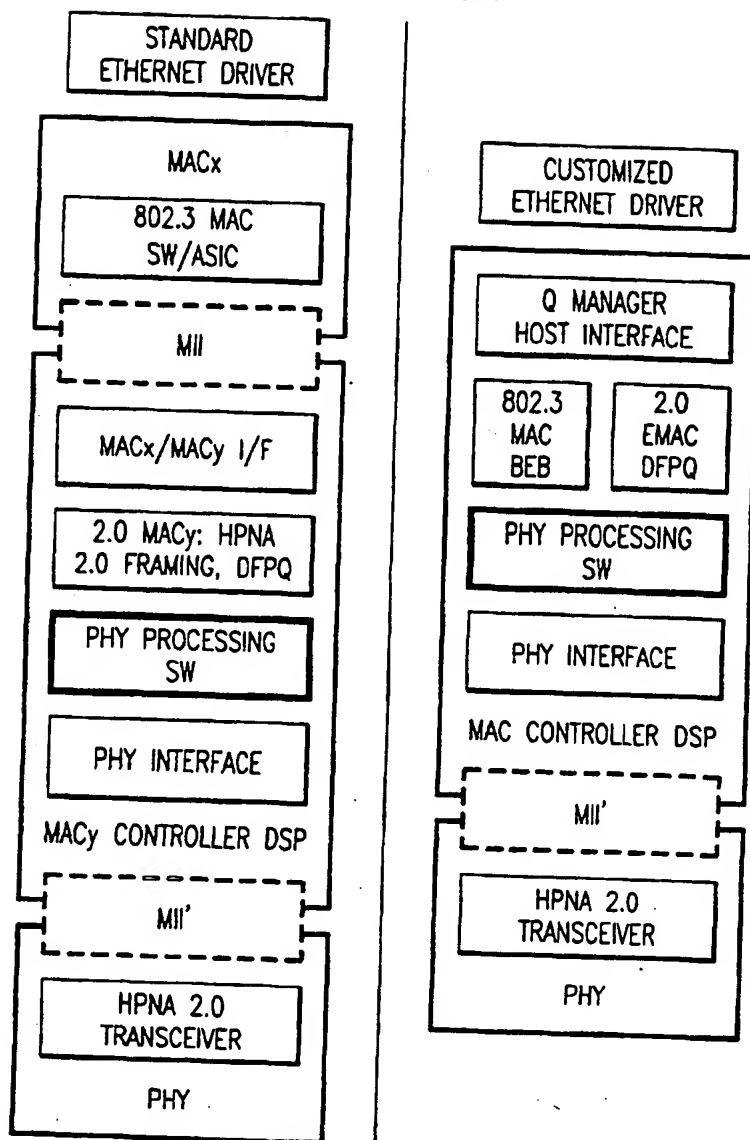 STANDARD
ETHERNET DRIVER
MACx
802.3 MAC
SW/ASIC
MII
MACx/MACy I/F
2.0 MACy: HPNA
2.0 FRAMING, DFPQ
PHY PROCESSING
SW
PHY INTERFACE
MACy CONTROLLER DSP
MII'
HPNA 2.0
TRANSCEIVER
PHY
CUSTOMIZED
ETHERNET DRIVER
Q MANAGER
HOST INTERFACE
802.3
MAC
BEB
2.0
EMAC
DFPQ
PHY PROCESSING
SW
PHY INTERFACE
MAC CONTROLLER DSP
MII'
HPNA 2.0
TRANSCEIVER
PHY